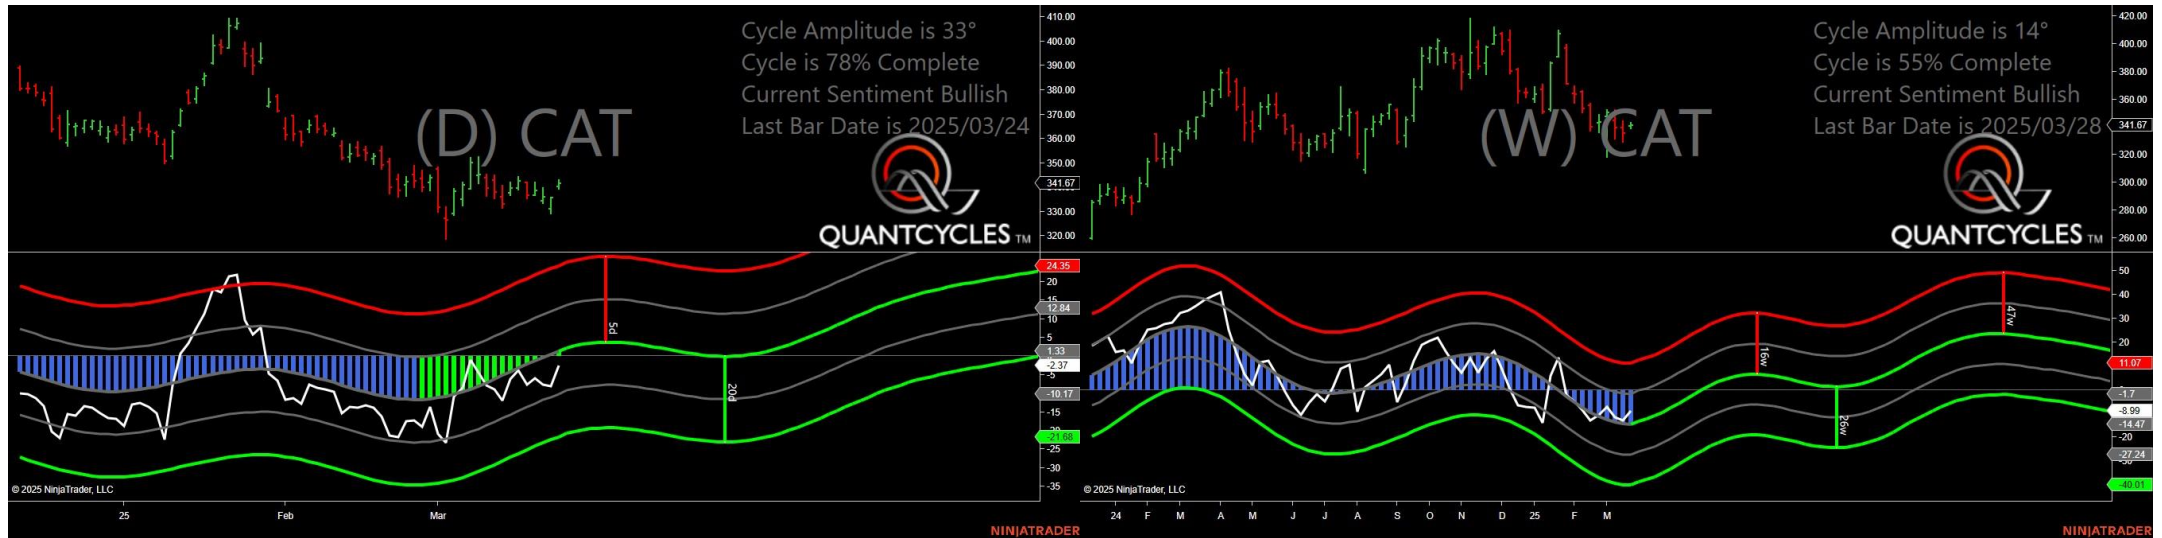 Cycle Amplitude is 33°
Cycle is 78% Complete
Current Sentiment Bullish
Last Bar Date is 2025/03/24
(D) CAT
QUANTCYCLES TM
410.00
400.00
390.00
380.00
370.00
360.00
350.00
341.67
330.00
320.00
24.35
20
15
12.84
10
5
1.33
-2.37
-5
-10.17
-15
-21.68
-25
-30
-35
5d
20d
© 2025 NinjaTrader, LLC
25 Feb Mar
NINJATRADER
Cycle Amplitude is 14°
Cycle is 55% Complete
Current Sentiment Bullish
Last Bar Date is 2025/03/28
(W) CAT
QUANTCYCLES TM
420.00
400.00
380.00
360.00
341.67
320.00
300.00
280.00
260.00
50
40
30
20
11.07
-1.7
-8.99
-14.47
-20
-27.24
-40.01
16w
26w
47w
© 2025 NinjaTrader, LLC
24 F M A M J J A S O N D 25 F M
NINJATRADER